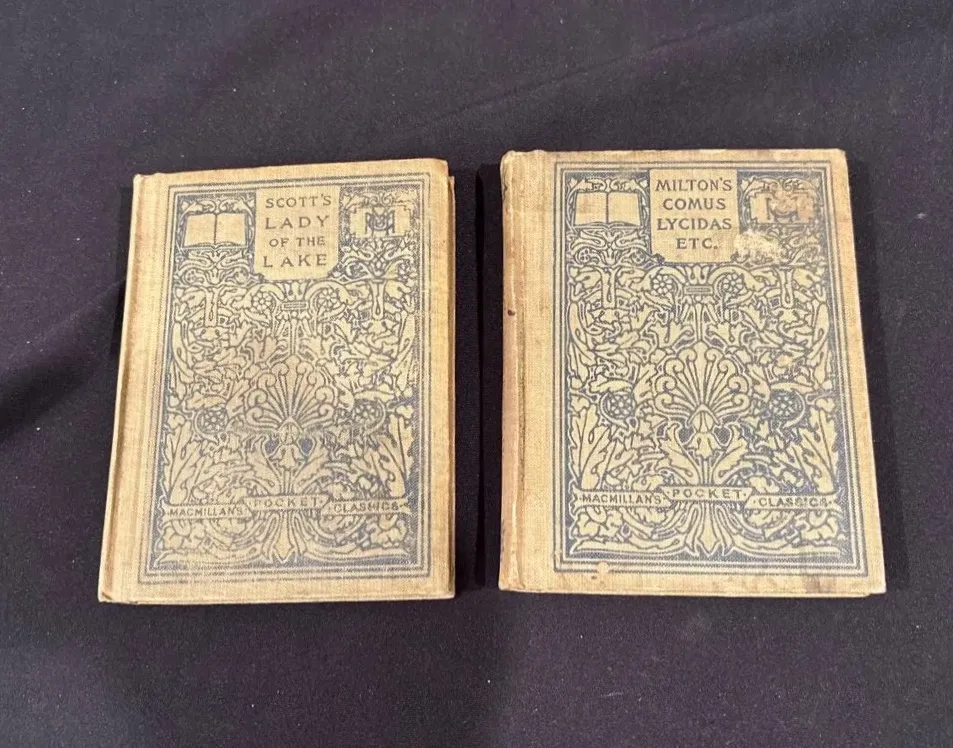 SCOTT'S
LADY
OF THE
LAKE
MACMILLAN'S POCKET CLASSICS
MILTON'S
COMUS
LYCIDAS
ETC.
MACMILLAN'S POCKET CLASSICS